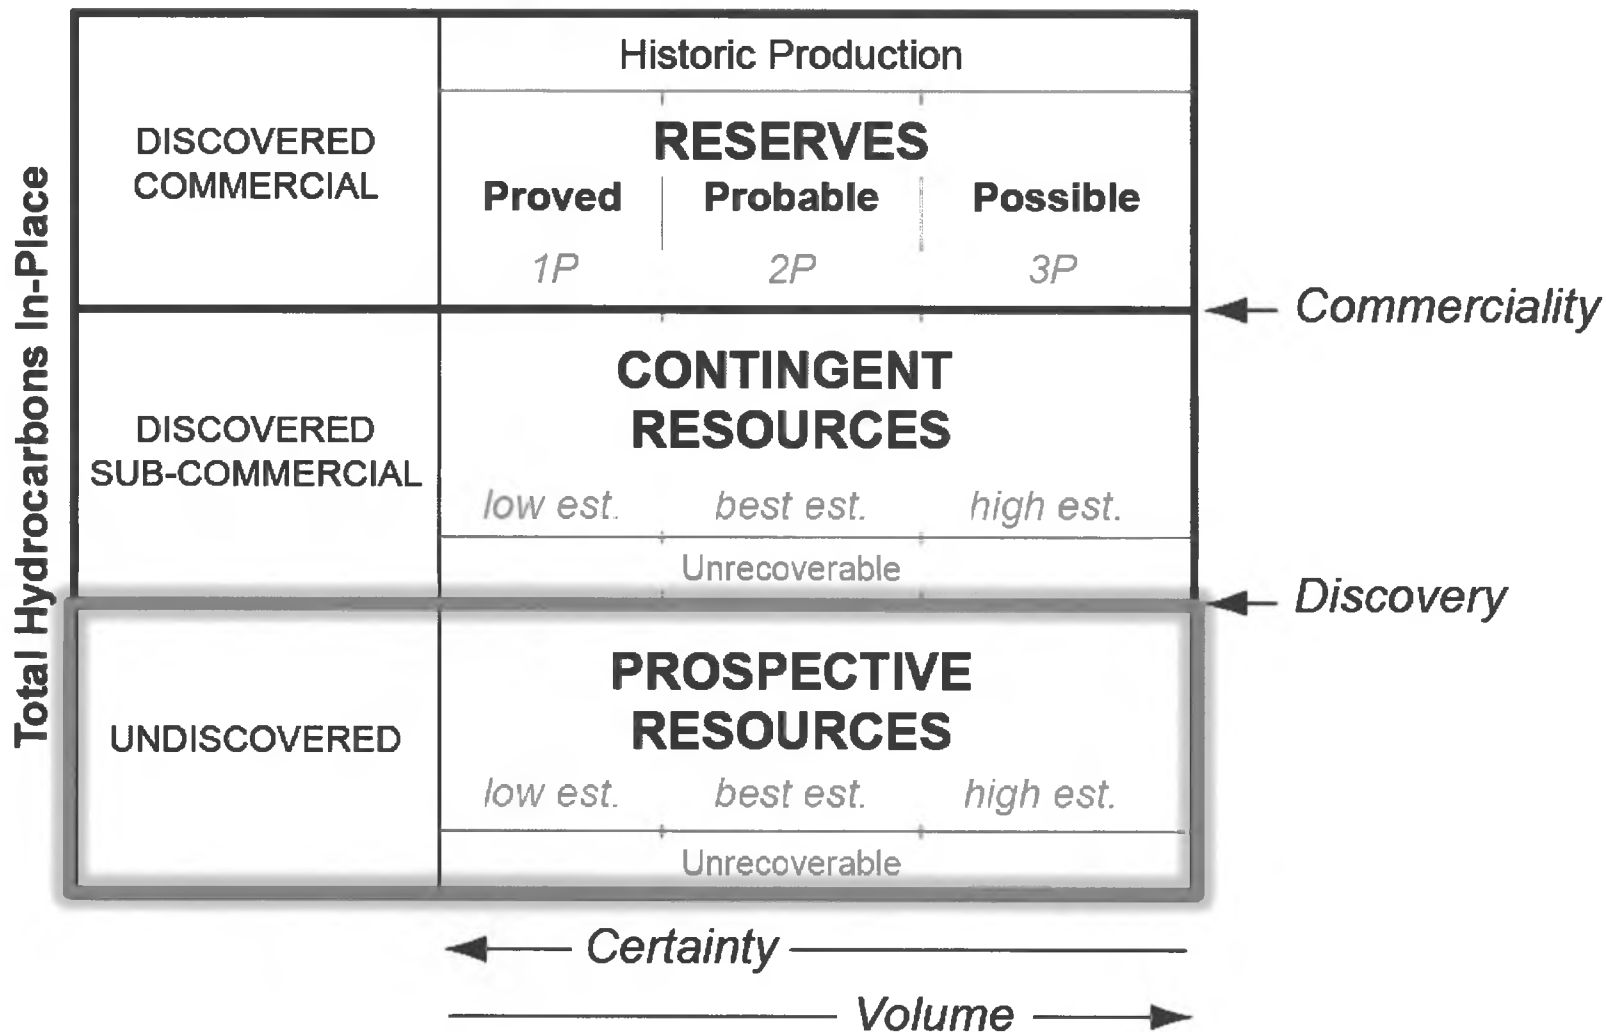 Total Hydrocarbons In-Place
Historic Production
DISCOVERED
COMMERCIAL
RESERVES
Proved Probable Possible
1P 2P 3P
Commerciality
DISCOVERED
SUB-COMMERCIAL
CONTINGENT
RESOURCES
low est. best est. high est.
Unrecoverable
Discovery
UNDISCOVERED
PROSPECTIVE
RESOURCES
low est. best est. high est.
Unrecoverable
Certainty
Volume